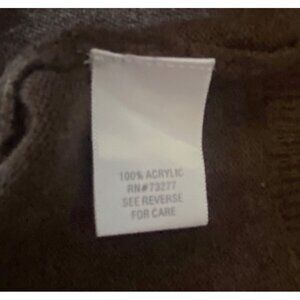 100% ACRYLIC
RN#73277
SEE REVERSE
FOR CARE